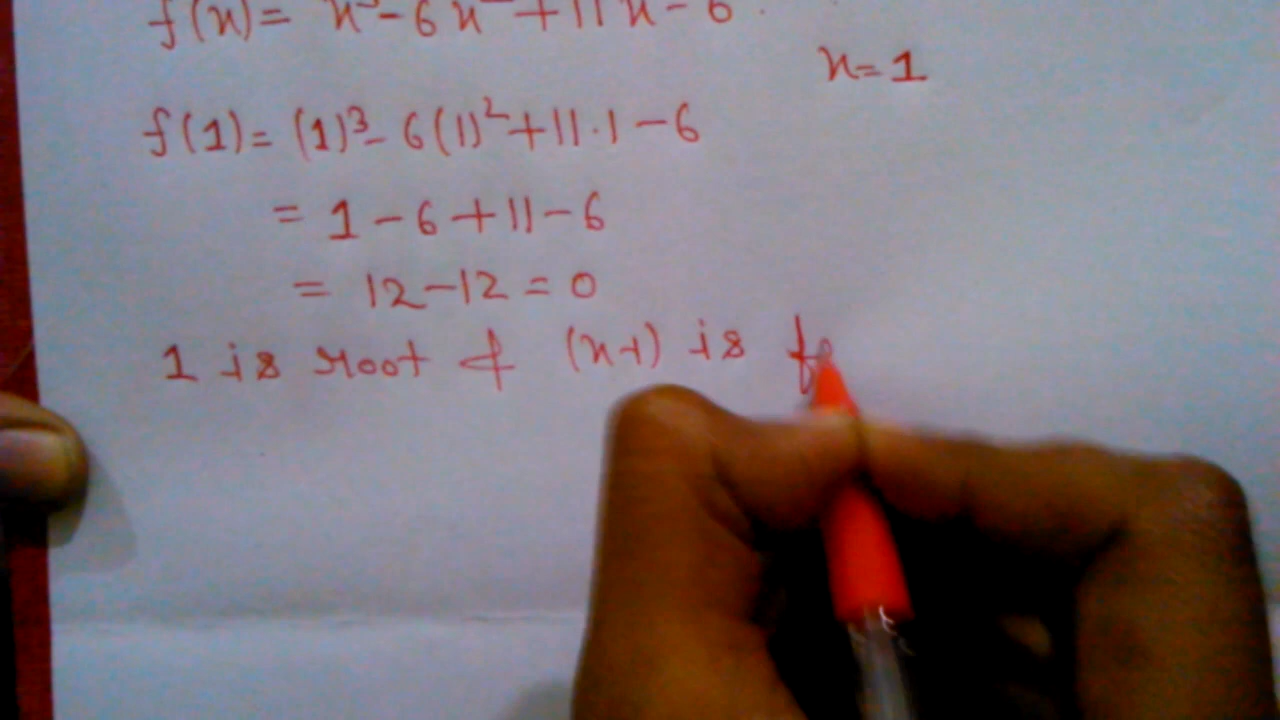 f(x) = x³ - 6x² + 11x - 6
x = 1
f(1) = (1)³ - 6(1)² + 11·1 - 6
= 1 - 6 + 11 - 6
= 12 - 12 = 0
1 is root & (x-1) is